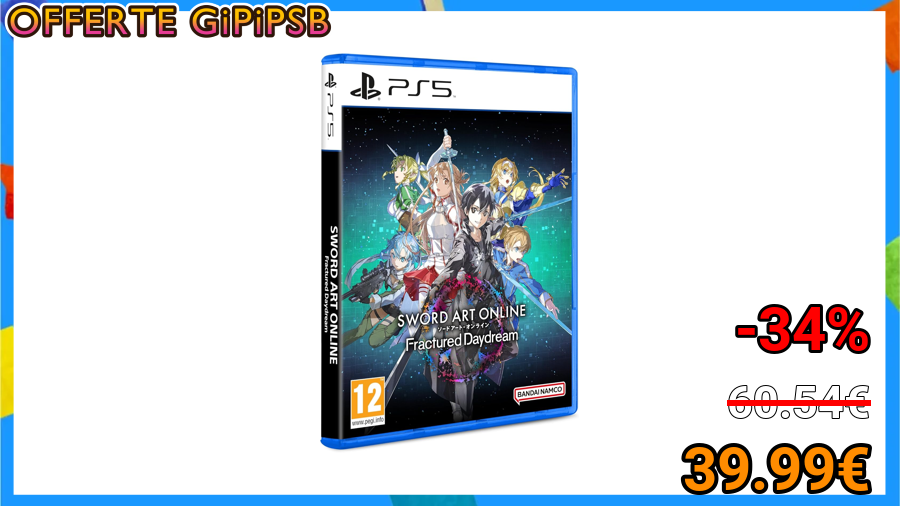 OFFERTE GiPiPSB
PS5
PS5
SWORD ART ONLINE
Fractured Daydream
SWORD ART ONLINE
ソードアート・オンライン
Fractured Daydream
12
www.pegi.info
BANDAI NAMCO
-34%
60.54€
39.99€